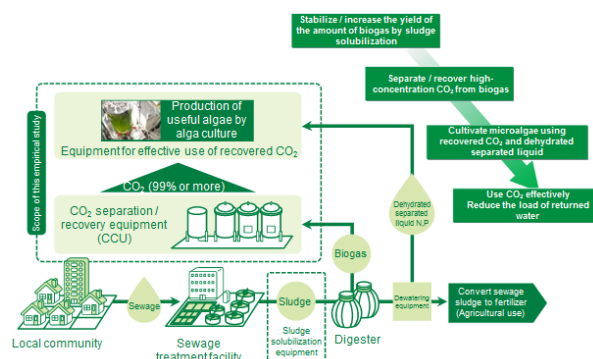 Stabilize / increase the yield of
the amount of biogas by sludge
solubilization
Separate / recover high-
concentration CO₂ from biogas
Cultivate microalgae using
recovered CO₂ and dehydrated
separated liquid
Use CO₂ effectively
Reduce the load of returned
water
Scope of this empirical study
Production of
useful algae by
alga culture
Equipment for effective use of recovered CO₂
CO₂ (99% or more)
CO₂ separation /
recovery equipment
(CCU)
Dehydrated
separated
liquid N,P
Biogas
Sewage
Sludge
Dewatering
equipment
Convert sewage
sludge to fertilizer
(Agricultural use)
Local community
Sewage
treatment facility
Sludge
solubilization
equipment
Digester